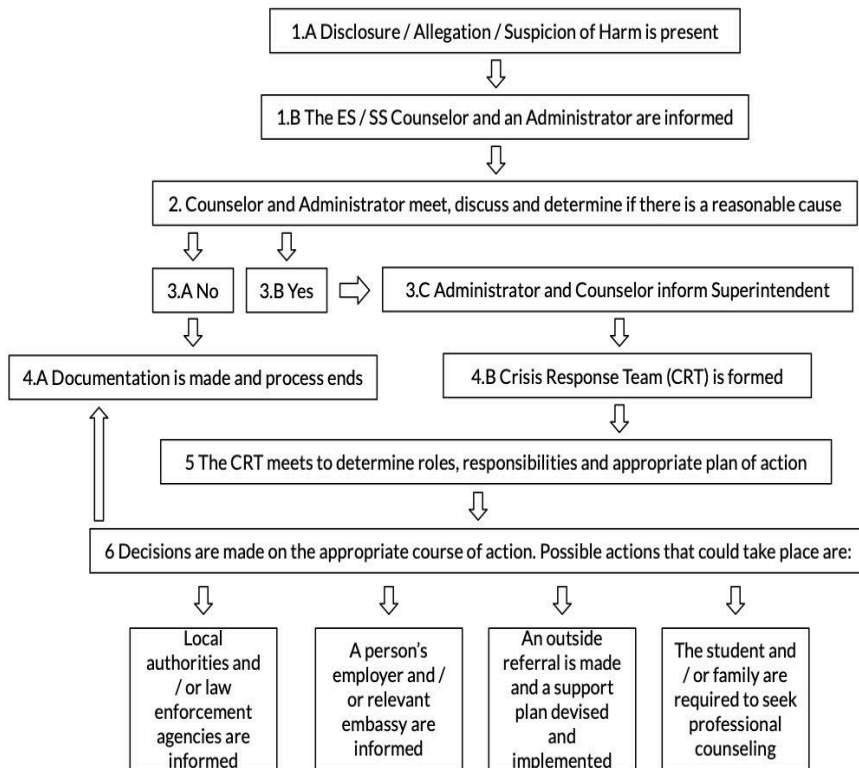 1.A Disclosure / Allegation / Suspicion of Harm is present
1.B The ES / SS Counselor and an Administrator are informed
2. Counselor and Administrator meet, discuss and determine if there is a reasonable cause
3.A No
3.B Yes
3.C Administrator and Counselor inform Superintendent
4.A Documentation is made and process ends
4.B Crisis Response Team (CRT) is formed
5 The CRT meets to determine roles, responsibilities and appropriate plan of action
6 Decisions are made on the appropriate course of action. Possible actions that could take place are:
Local
authorities and
/ or law
enforcement
agencies are
informed
A person's
employer and /
or relevant
embassy are
informed
An outside
referral is made
and a support
plan devised
and
implemented
The student and
/ or family are
required to seek
professional
counseling